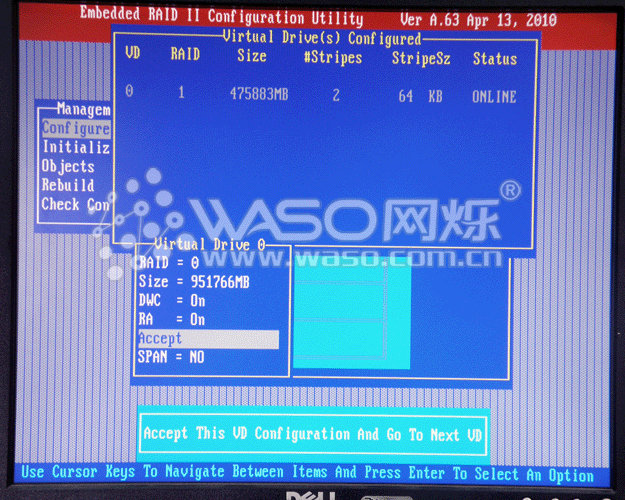 Embedded RAID II Configuration Utility Ver A.63 Apr 13, 2010
Virtual Drive(s) Configured
VD RAID Size #Stripes StripeSz Status
0 1 475883MB 2 64 KB ONLINE
Managem
Configure
Initializ
Objects
Rebuild
Check Con
WASO网烁®
www.waso.com.cn
Virtual Drive 0
RAID = 0
Size = 951766MB
DWC = On
RA = On
Accept
SPAN = NO
Accept This VD Configuration And Go To Next VD
Use Cursor Keys To Navigate Between Items And Press Enter To Select An Option
DELL